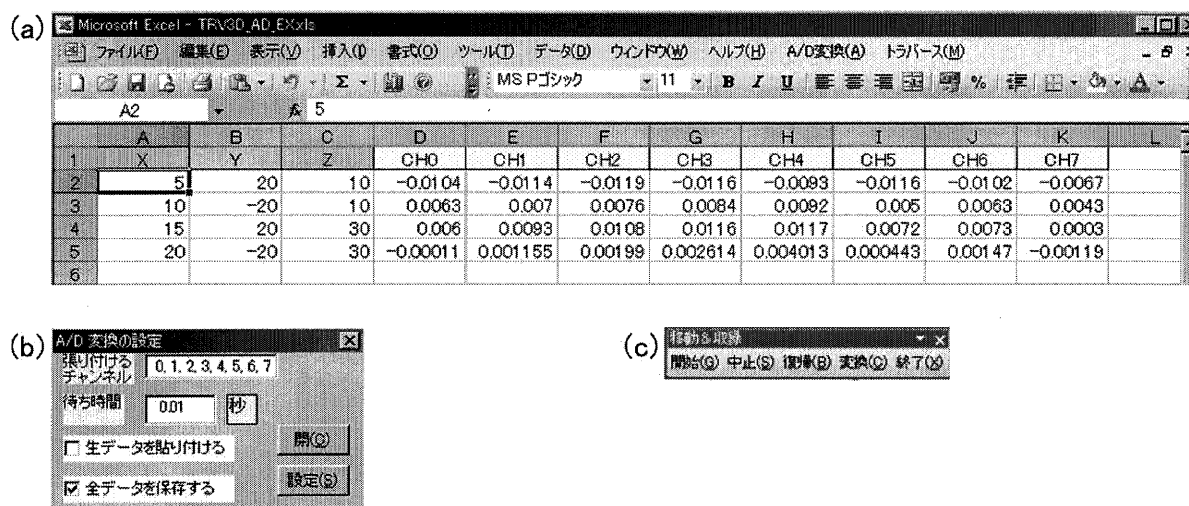 (a) Microsoft Excel - TRV3D_AD_EX.xls
ファイル(F) 編集(E) 表示(V) 挿入(I) 書式(O) ツール(T) データ(D) ウィンドウ(W) ヘルプ(H) A/D変換(A) トラバース(M)
MS Pゴシック 11 B I U
A2 fx 5
A B C D E F G H I J K L
1 X Y Z CH0 CH1 CH2 CH3 CH4 CH5 CH6 CH7
2 5 20 10 -0.0104 -0.0114 -0.0119 -0.0116 -0.0093 -0.0116 -0.0102 -0.0067
3 10 -20 10 0.0063 0.007 0.0076 0.0084 0.0092 0.005 0.0063 0.0043
4 15 20 30 0.006 0.0093 0.0108 0.0116 0.0117 0.0072 0.0073 0.0003
5 20 -20 30 -0.00011 0.001155 0.00199 0.002614 0.004013 0.000443 0.00147 -0.00119
6
(b) A/D 変換の設定
張り付ける
チャンネル 0, 1, 2, 3, 4, 5, 6, 7
待ち時間 0.01 秒
生データを貼り付ける 開(O)
全データを保存する 設定(S)
(c) 移動&収録
開始(G) 中止(S) 復帰(B) 変換(C) 終了(X)